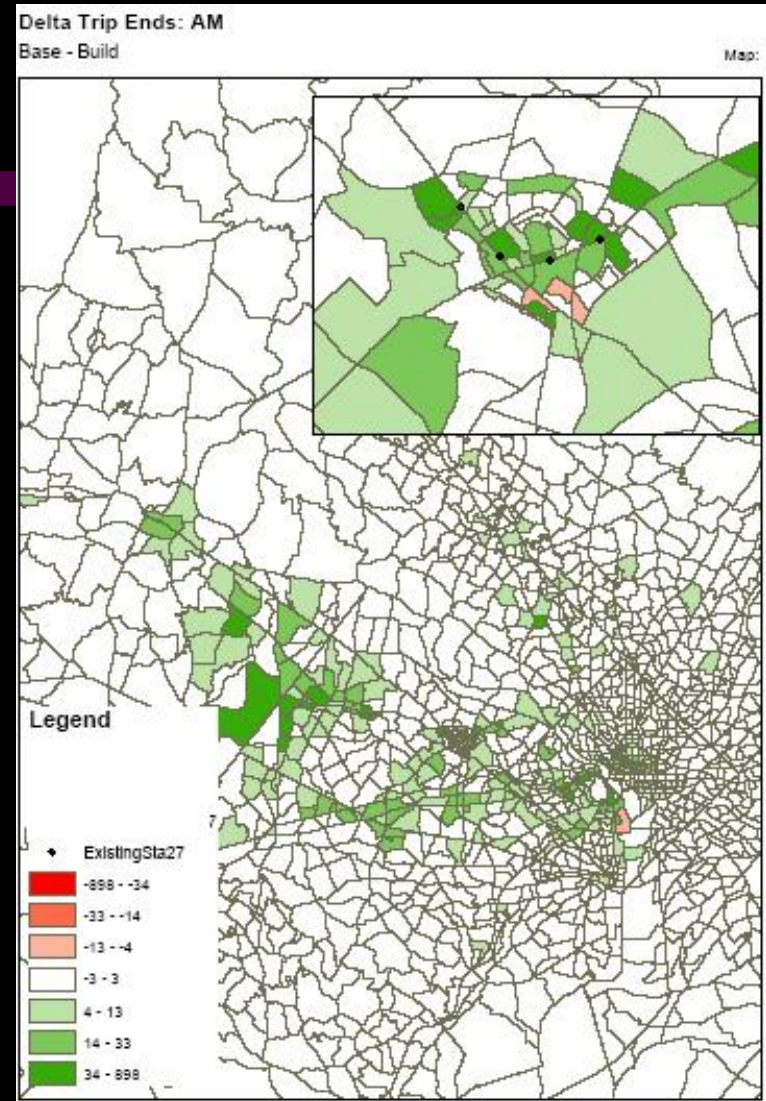 Delta Trip Ends: AM
Base - Build
Map:
Legend
7
ExistingSta27
-898 - -34
-33 - -14
-13 - -4
-3 - 3
4 - 13
14 - 33
34 - 898